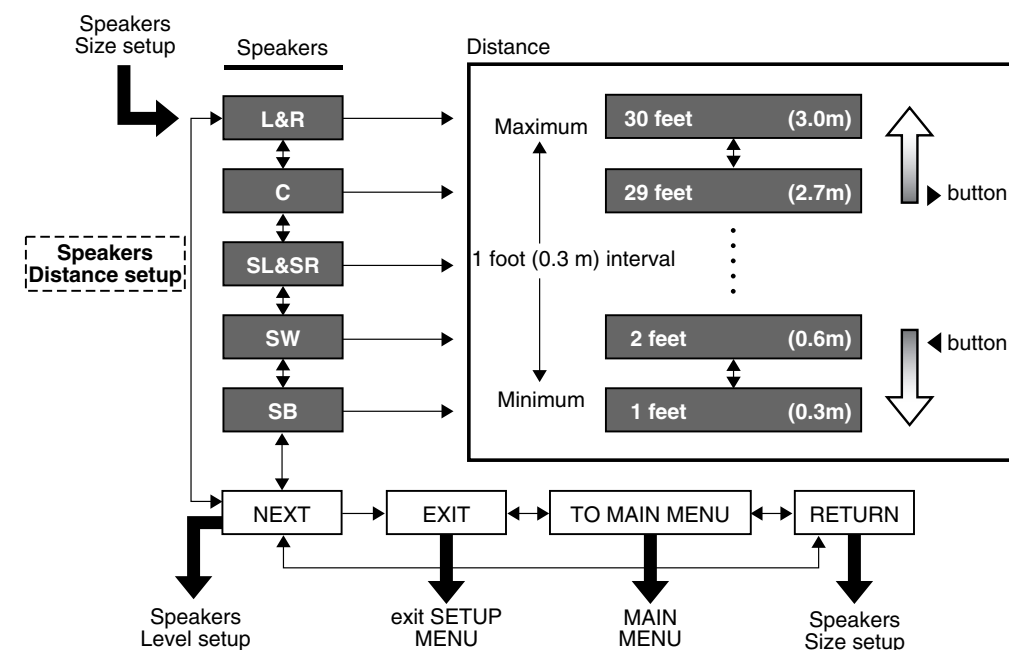 Speakers
Size setup
Speakers
Distance
L&R
C
SL&SR
SW
SB
Speakers
Distance setup
Maximum
1 foot (0.3 m) interval
Minimum
30 feet (3.0m)
29 feet (2.7m)
2 feet (0.6m)
1 feet (0.3m)
button
button
NEXT
EXIT
TO MAIN MENU
RETURN
Speakers
Level setup
exit SETUP
MENU
MAIN
MENU
Speakers
Size setup